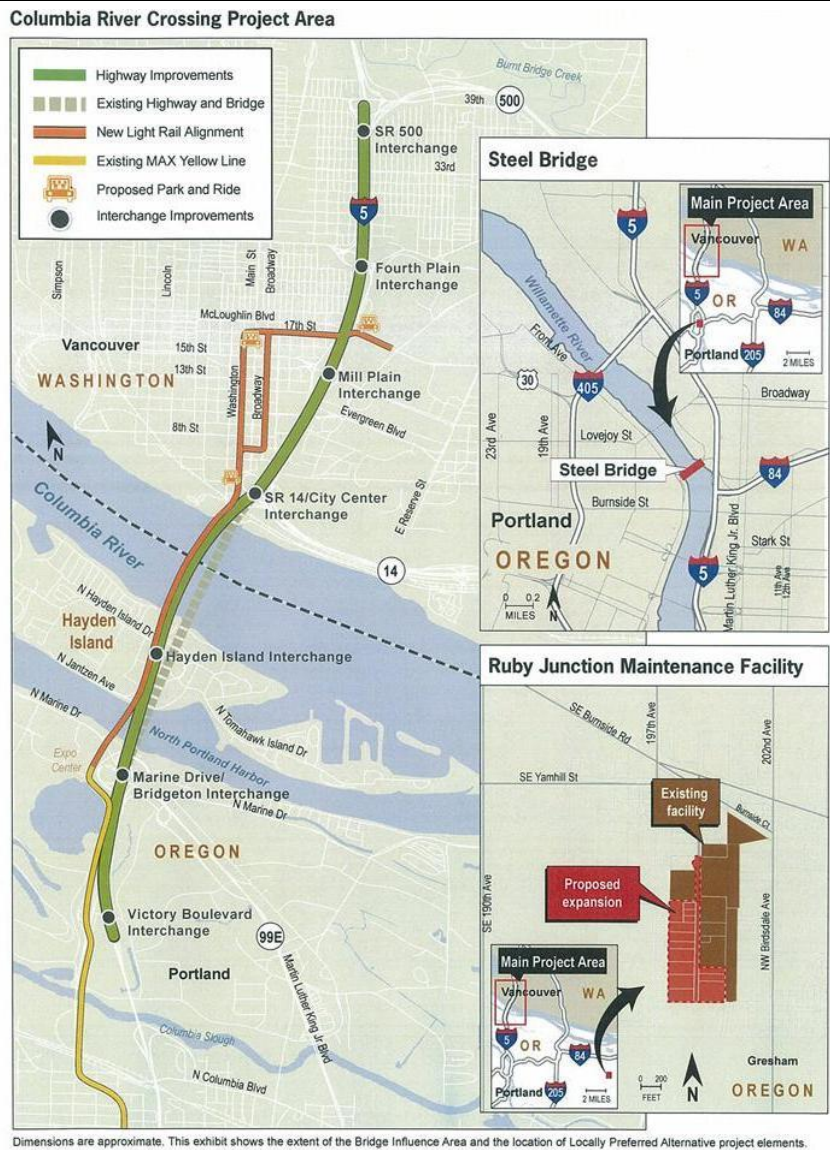 Columbia River Crossing Project Area
Highway Improvements
Existing Highway and Bridge
New Light Rail Alignment
Existing MAX Yellow Line
Proposed Park and Ride
Interchange Improvements
Burnt Bridge Creek
39th
500
SR 500
Interchange
33rd
5
Simpson
Lincoln
Main St
Broadway
Fourth Plain
Interchange
McLoughlin Blvd
17th St
Vancouver
15th St
WASHINGTON
13th St
Washington
Broadway
Mill Plain
Interchange
8th St
Evergreen Blvd
N
SR 14/City Center
Interchange
E Reserve St
Columbia River
14
N Hayden Island Dr
Hayden
Island
Hayden Island Interchange
N Jantzen Ave
N Marine Dr
N Tomahawk Island Dr
North Portland Harbor
Expo
Center
Marine Drive/
Bridgeton Interchange
N Marine Dr
OREGON
Victory Boulevard
Interchange
99E
Portland
Martin Luther King Jr Blvd
Columbia Slough
N Columbia Blvd
Steel Bridge
5
Main Project Area
Vancouver
WA
5
OR
84
Portland
205
2 MILES
Willamette River
Front Ave
30
405
Broadway
23rd Ave
19th Ave
Lovejoy St
Steel Bridge
84
Burnside St
Portland
Stark St
OREGON
Martin Luther King Jr. Blvd
5
11th Ave
12th Ave
0 0.2
MILES
N
Ruby Junction Maintenance Facility
SE Burnside Rd
197th Ave
202nd Ave
SE Yamhill St
Existing
facility
Burnside Ct
Proposed
expansion
SE 190th Ave
NW Birdsdale Ave
Main Project Area
Vancouver
WA
5
OR
84
Portland
205
2 MILES
0 200
FEET
N
Gresham
OREGON
Dimensions are approximate. This exhibit shows the extent of the Bridge Influence Area and the location of Locally Preferred Alternative project elements.